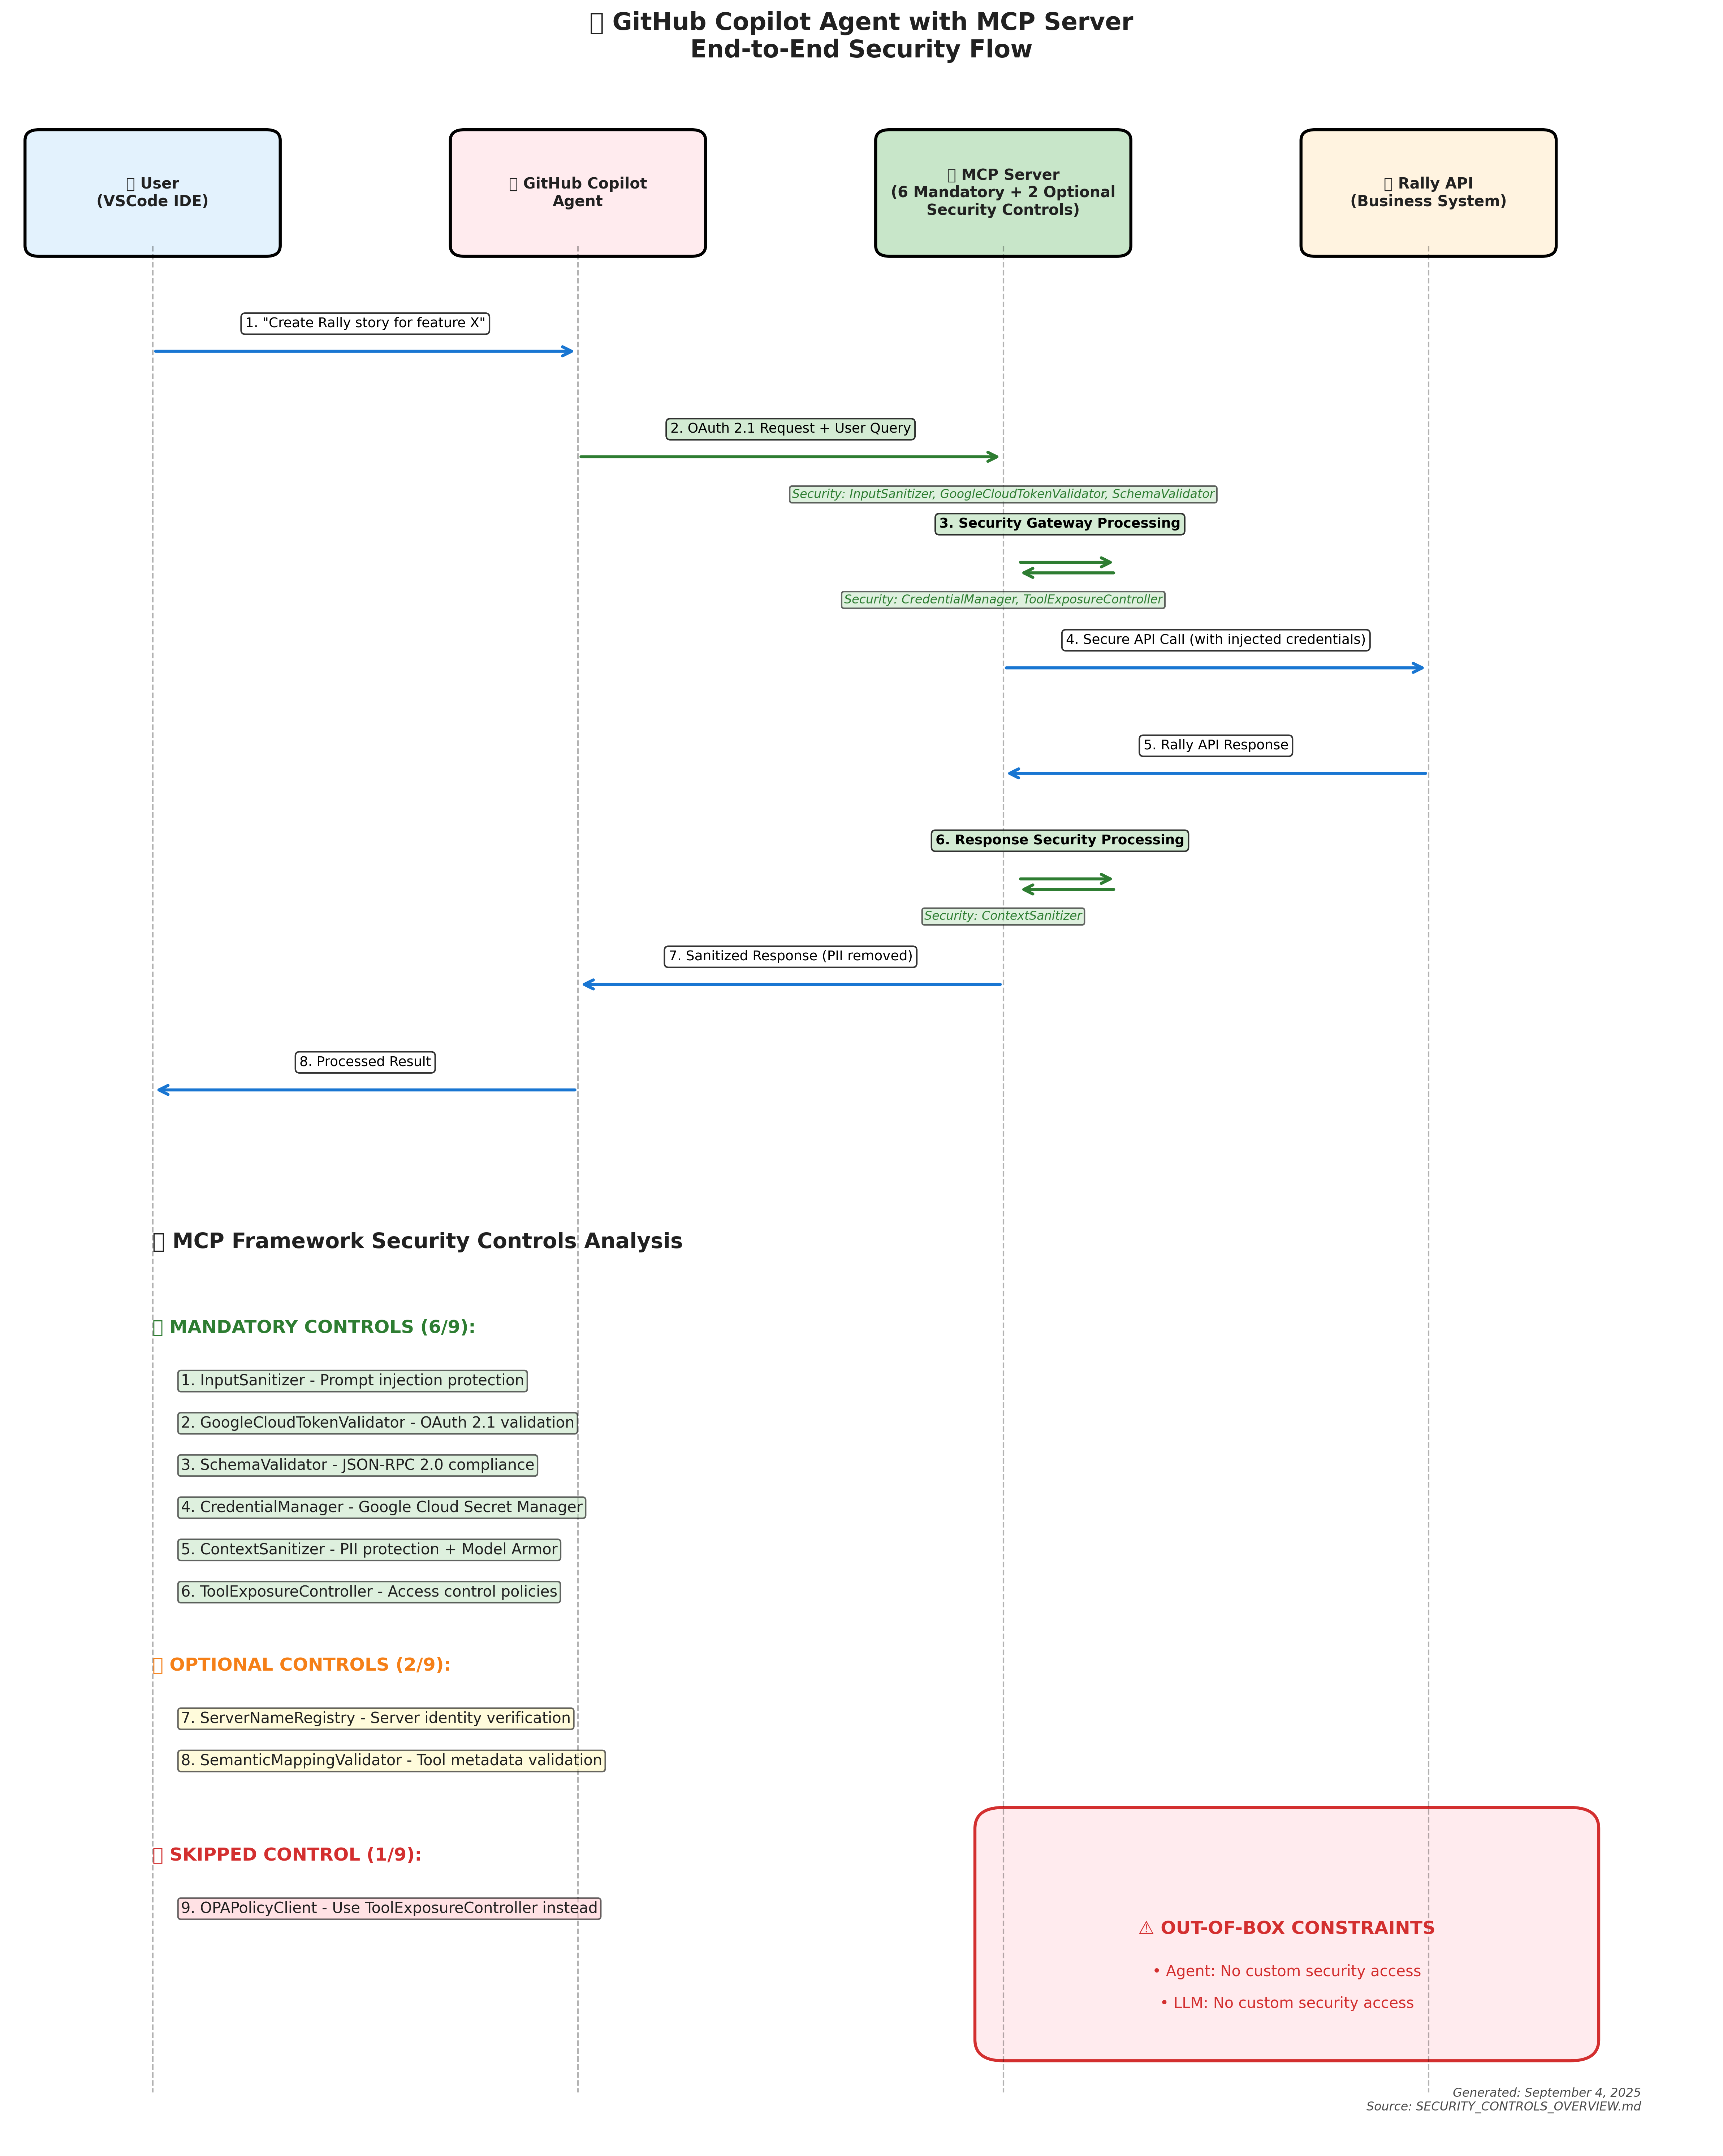 GitHub Copilot Agent with MCP Server
End-to-End Security Flow
User
(VSCode IDE)
GitHub Copilot
Agent
MCP Server
(6 Mandatory + 2 Optional
Security Controls)
Rally API
(Business System)
1. "Create Rally story for feature X"
2. OAuth 2.1 Request + User Query
Security: InputSanitizer, GoogleCloudTokenValidator, SchemaValidator
3. Security Gateway Processing
Security: CredentialManager, ToolExposureController
4. Secure API Call (with injected credentials)
5. Rally API Response
6. Response Security Processing
Security: ContextSanitizer
7. Sanitized Response (PII removed)
8. Processed Result
MCP Framework Security Controls Analysis
MANDATORY CONTROLS (6/9):
1. InputSanitizer - Prompt injection protection
2. GoogleCloudTokenValidator - OAuth 2.1 validation
3. SchemaValidator - JSON-RPC 2.0 compliance
4. CredentialManager - Google Cloud Secret Manager
5. ContextSanitizer - PII protection + Model Armor
6. ToolExposureController - Access control policies
OPTIONAL CONTROLS (2/9):
7. ServerNameRegistry - Server identity verification
8. SemanticMappingValidator - Tool metadata validation
SKIPPED CONTROL (1/9):
9. OPAPolicyClient - Use ToolExposureController instead
⚠ OUT-OF-BOX CONSTRAINTS
• Agent: No custom security access
• LLM: No custom security access
Generated: September 4, 2025
Source: SECURITY_CONTROLS_OVERVIEW.md